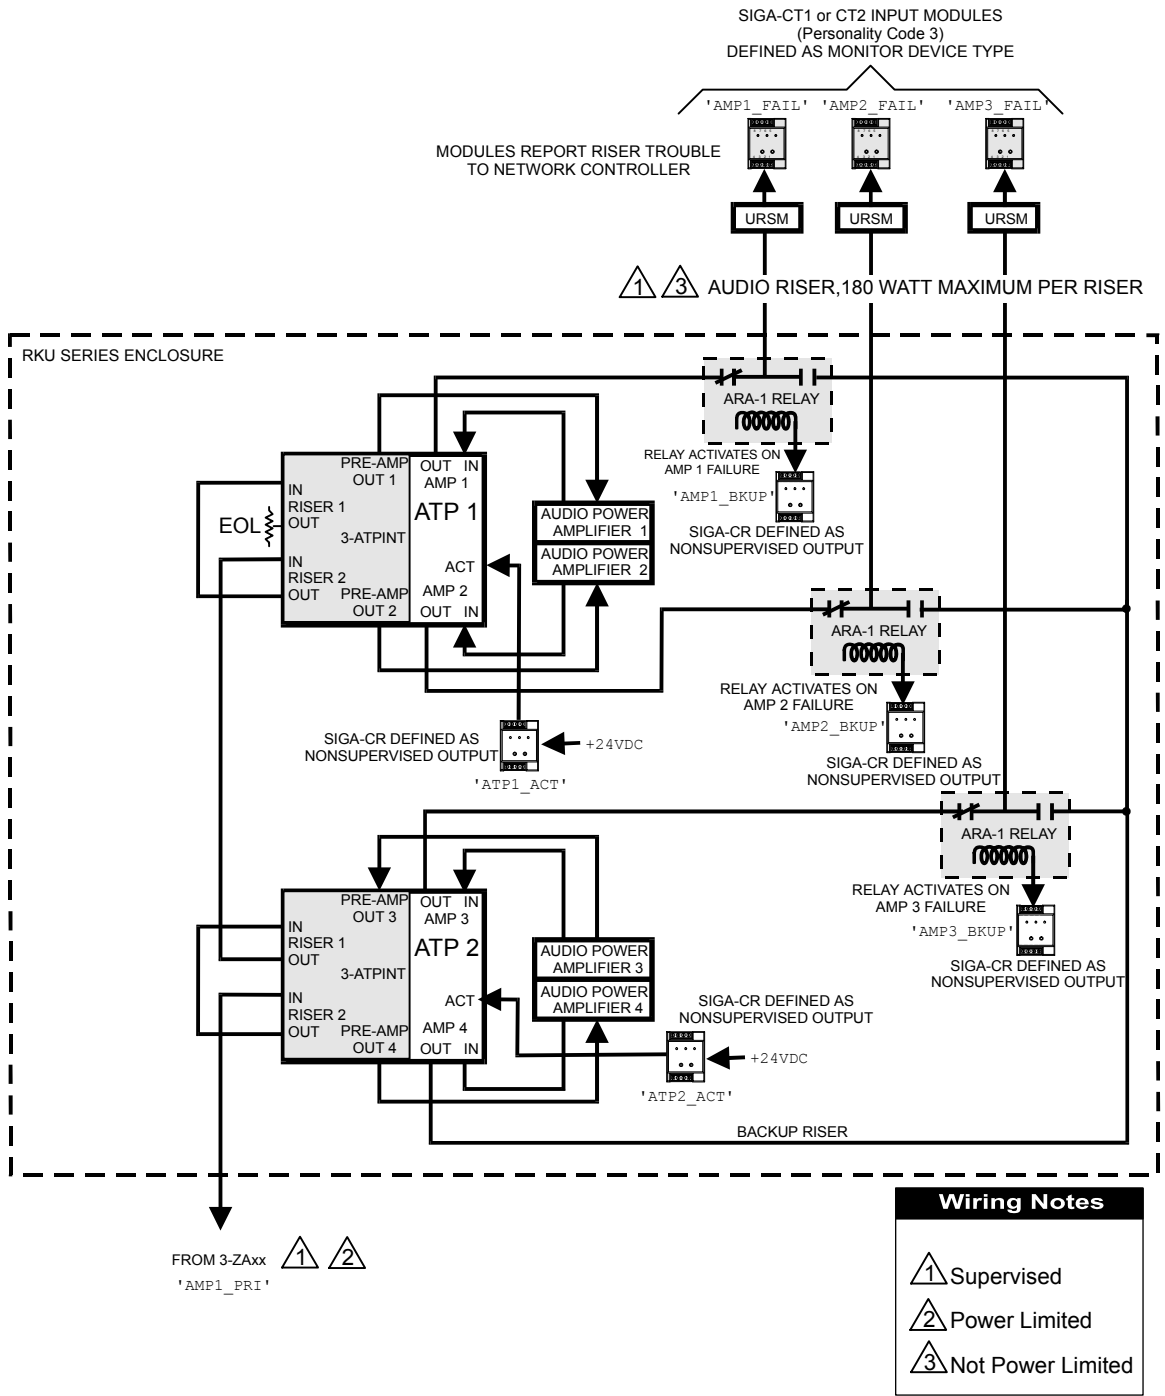 SIGA-CT1 or CT2 INPUT MODULES
(Personality Code 3)
DEFINED AS MONITOR DEVICE TYPE
'AMP1_FAIL' 'AMP2_FAIL' 'AMP3_FAIL'
MODULES REPORT RISER TROUBLE
TO NETWORK CONTROLLER
URSM URSM URSM
1 3 AUDIO RISER,180 WATT MAXIMUM PER RISER
RKU SERIES ENCLOSURE
ARA-1 RELAY
RELAY ACTIVATES ON
AMP 1 FAILURE
'AMP1_BKUP'
SIGA-CR DEFINED AS
NONSUPERVISED OUTPUT
PRE-AMP
OUT 1
OUT IN
AMP 1
ATP 1
IN
RISER 1
OUT
EOL
3-ATPINT
IN
RISER 2
OUT
PRE-AMP
OUT 2
ACT
AMP 2
OUT IN
AUDIO POWER
AMPLIFIER 1
AUDIO POWER
AMPLIFIER 2
ARA-1 RELAY
RELAY ACTIVATES ON
AMP 2 FAILURE
'AMP2_BKUP'
SIGA-CR DEFINED AS
NONSUPERVISED OUTPUT
SIGA-CR DEFINED AS
NONSUPERVISED OUTPUT
+24VDC
'ATP1_ACT'
ARA-1 RELAY
RELAY ACTIVATES ON
AMP 3 FAILURE
'AMP3_BKUP'
SIGA-CR DEFINED AS
NONSUPERVISED OUTPUT
PRE-AMP
OUT 3
OUT IN
AMP 3
ATP 2
IN
RISER 1
OUT
3-ATPINT
IN
RISER 2
OUT
PRE-AMP
OUT 4
ACT
AMP 4
OUT IN
AUDIO POWER
AMPLIFIER 3
AUDIO POWER
AMPLIFIER 4
SIGA-CR DEFINED AS
NONSUPERVISED OUTPUT
+24VDC
'ATP2_ACT'
BACKUP RISER
FROM 3-ZAxx 1 2
'AMP1_PRI'
Wiring Notes
1 Supervised
2 Power Limited
3 Not Power Limited